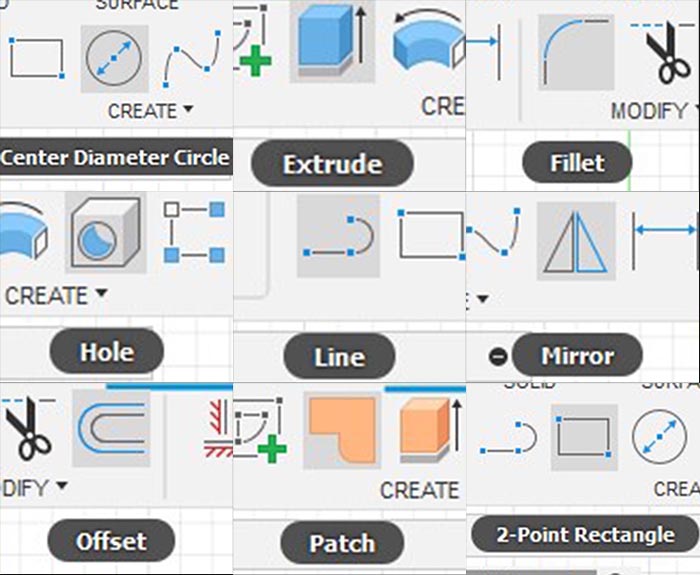 SURFACE
CREATE
Center Diameter Circle
CRE
Extrude
MODIFY
Fillet
CREATE
Hole
Line
Mirror
DIFY
Offset
CREATE
Patch
SOLID
SURFA
CREA
2-Point Rectangle